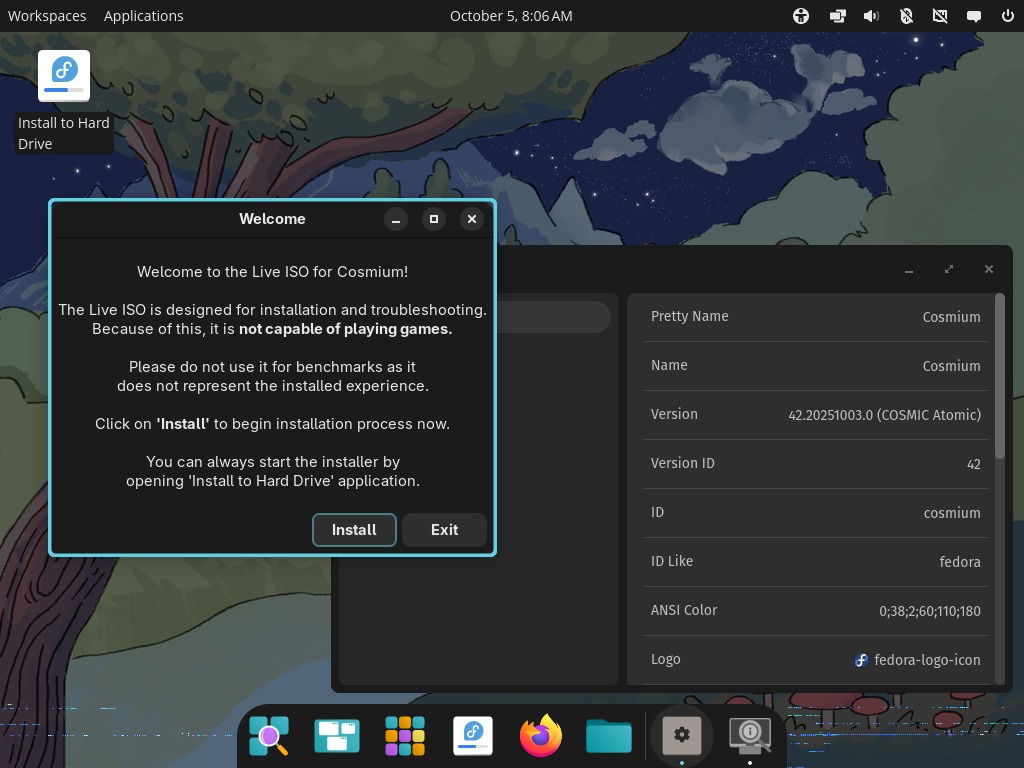 Workspaces Applications October 5, 8:06 AM
Install to Hard
Drive
Welcome
Welcome to the Live ISO for Cosmium!
The Live ISO is designed for installation and troubleshooting.
Because of this, it is not capable of playing games.
Please do not use it for benchmarks as it
does not represent the installed experience.
Click on 'Install' to begin installation process now.
You can always start the installer by
opening 'Install to Hard Drive' application.
Install Exit
Pretty Name Cosmium
Name Cosmium
Version 42.20251003.0 (COSMIC Atomic)
Version ID 42
ID cosmium
ID Like fedora
ANSI Color 0;38;2;60;110;180
Logo fedora-logo-icon